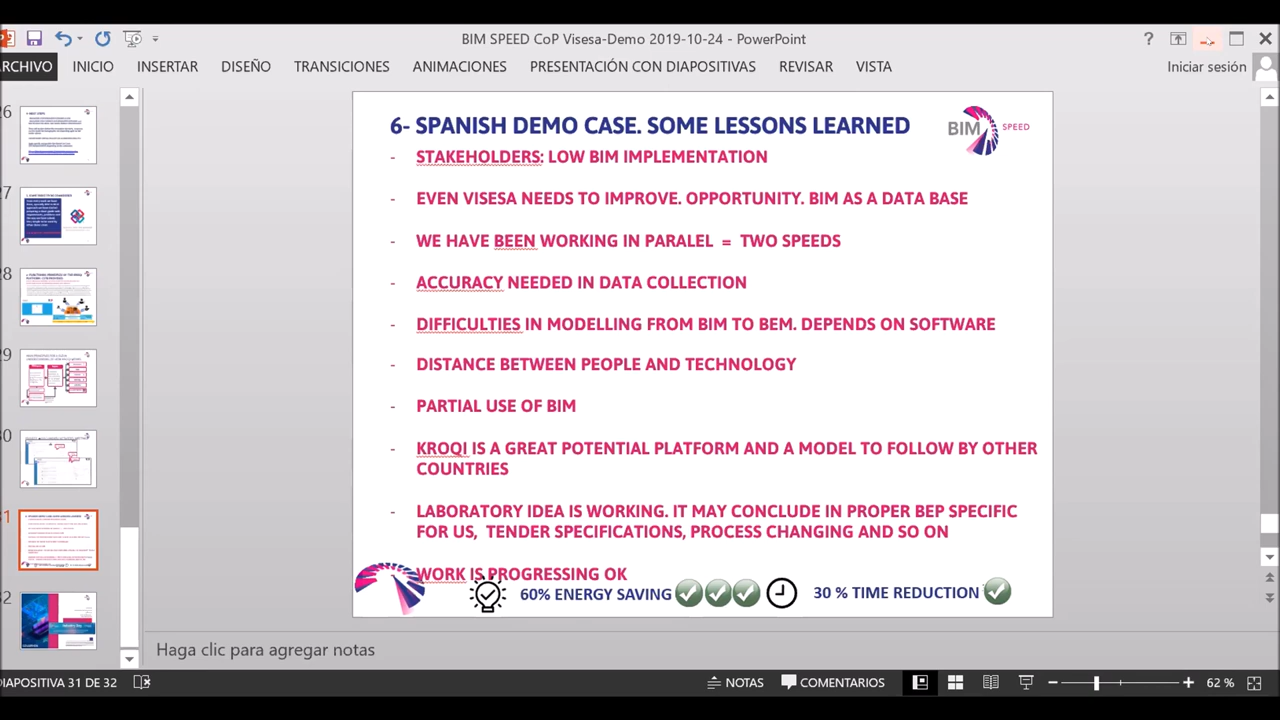 BIM SPEED CoP Visesa-Demo 2019-10-24 - PowerPoint
ARCHIVO INICIO INSERTAR DISEÑO TRANSICIONES ANIMACIONES PRESENTACIÓN CON DIAPOSITIVAS REVISAR VISTA Iniciar sesión
6- SPANISH DEMO CASE. SOME LESSONS LEARNED
BIM SPEED
- STAKEHOLDERS: LOW BIM IMPLEMENTATION
- EVEN VISESA NEEDS TO IMPROVE. OPPORTUNITY. BIM AS A DATA BASE
- WE HAVE BEEN WORKING IN PARALEL = TWO SPEEDS
- ACCURACY NEEDED IN DATA COLLECTION
- DIFFICULTIES IN MODELLING FROM BIM TO BEM. DEPENDS ON SOFTWARE
- DISTANCE BETWEEN PEOPLE AND TECHNOLOGY
- PARTIAL USE OF BIM
- KROQI IS A GREAT POTENTIAL PLATFORM AND A MODEL TO FOLLOW BY OTHER
COUNTRIES
- LABORATORY IDEA IS WORKING. IT MAY CONCLUDE IN PROPER BEP SPECIFIC
FOR US, TENDER SPECIFICATIONS, PROCESS CHANGING AND SO ON
WORK IS PROGRESSING OK
60% ENERGY SAVING 30 % TIME REDUCTION
Haga clic para agregar notas
DIAPOSITIVA 31 DE 32 NOTAS COMENTARIOS 62 %